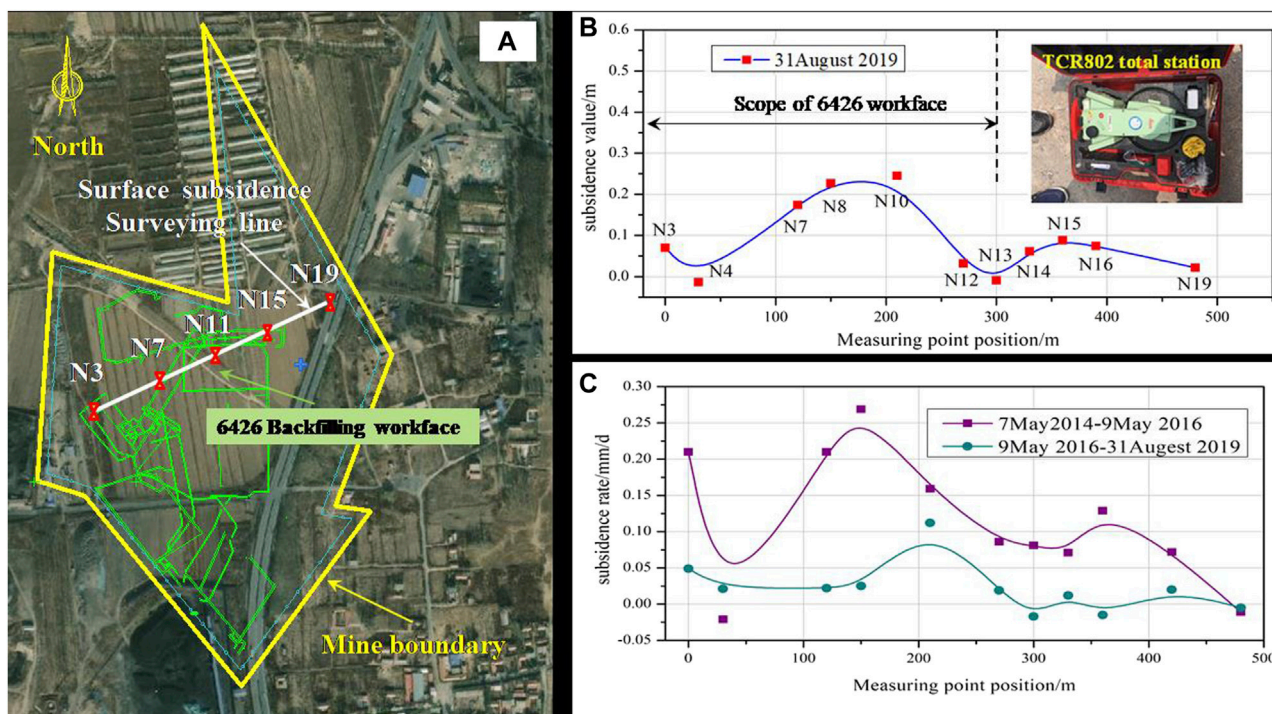 A
North
Surface subsidence
Surveying line
N19
N15
N11
N7
N3
6426 Backfilling workface
Mine boundary
B
0.6
0.5
0.4
0.3
0.2
0.1
0.0
subsidence value/m
31August 2019
Scope of 6426 workface
TCR802 total station
N3
N4
N7
N8
N10
N12
N13
N14
N15
N16
N19
0
100
200
300
400
500
Measuring point position/m
C
0.30
0.25
0.20
0.15
0.10
0.05
0.00
-0.05
subsidence rate/mm/d
7May2014-9May 2016
9May 2016-31Augest 2019
0
100
200
300
400
500
Measuring point position/m